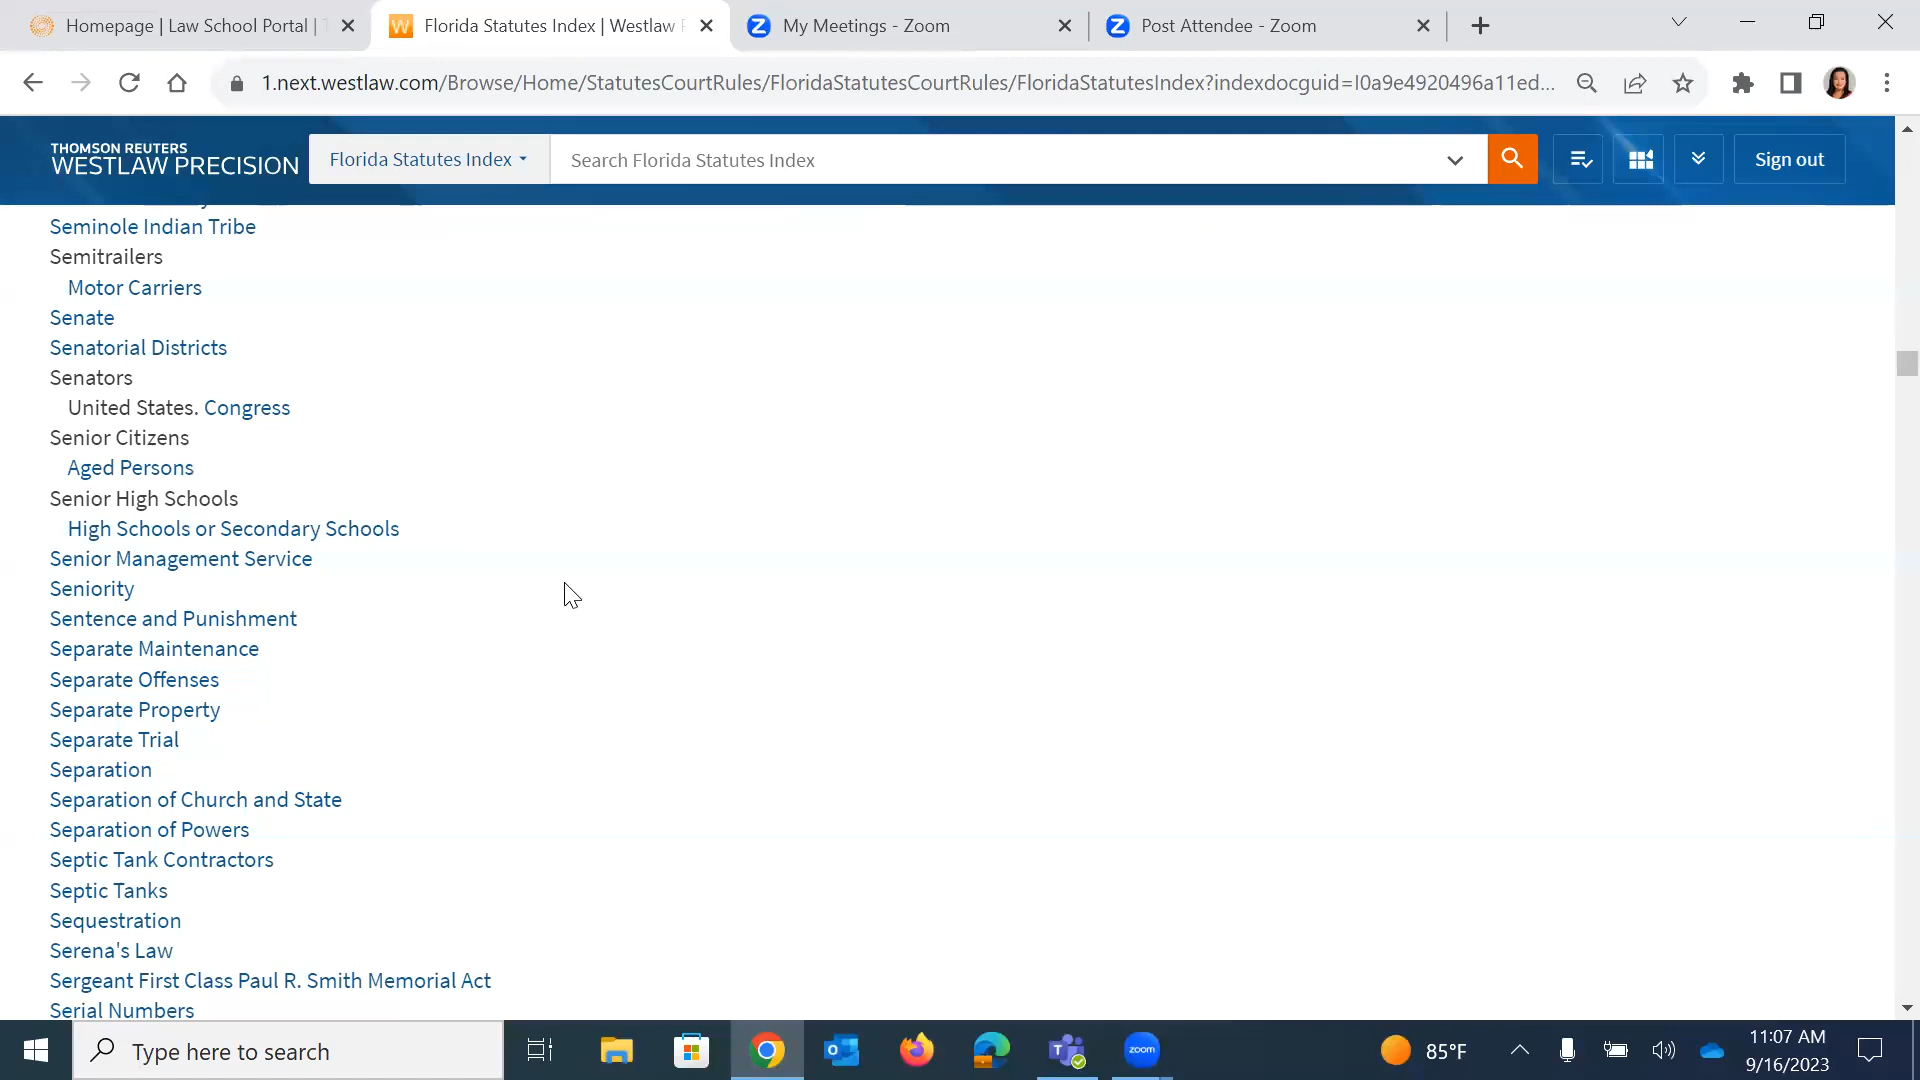 Homepage | Law School Portal |
Florida Statutes Index | Westlaw
My Meetings - Zoom
Post Attendee - Zoom
1.next.westlaw.com/Browse/Home/StatutesCourtRules/FloridaStatutesCourtRules/FloridaStatutesIndex?indexdocguid=I0a9e4920496a11ed...
THOMSON REUTERS
WESTLAW PRECISION
Florida Statutes Index
Search Florida Statutes Index
Sign out
Seminole Indian Tribe
Semitrailers
Motor Carriers
Senate
Senatorial Districts
Senators
United States. Congress
Senior Citizens
Aged Persons
Senior High Schools
High Schools or Secondary Schools
Senior Management Service
Seniority
Sentence and Punishment
Separate Maintenance
Separate Offenses
Separate Property
Separate Trial
Separation
Separation of Church and State
Separation of Powers
Septic Tank Contractors
Septic Tanks
Sequestration
Serena's Law
Sergeant First Class Paul R. Smith Memorial Act
Serial Numbers
Type here to search
zoom
85°F
11:07 AM
9/16/2023